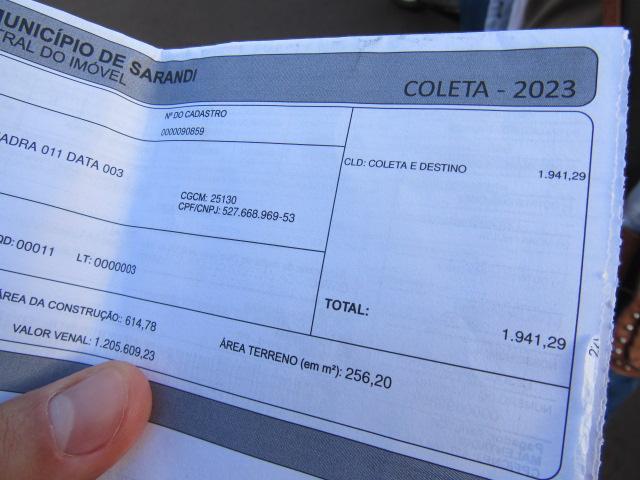 MUNICÍPIO DE SARANDI
TRAL DO IMÓVEL
COLETA - 2023
Nº DO CADASTRO
0000090859
ADRA 011 DATA 003
CLD: COLETA E DESTINO 1.941,29
CGCM: 25130
CPF/CNPJ: 527.668.969-53
QD: 00011 LT: 0000003
TOTAL:
1.941,29
ÁREA DA CONSTRUÇÃO: 614,78
VALOR VENAL: 1.205.609,23
ÁREA TERRENO (em m²): 256,20